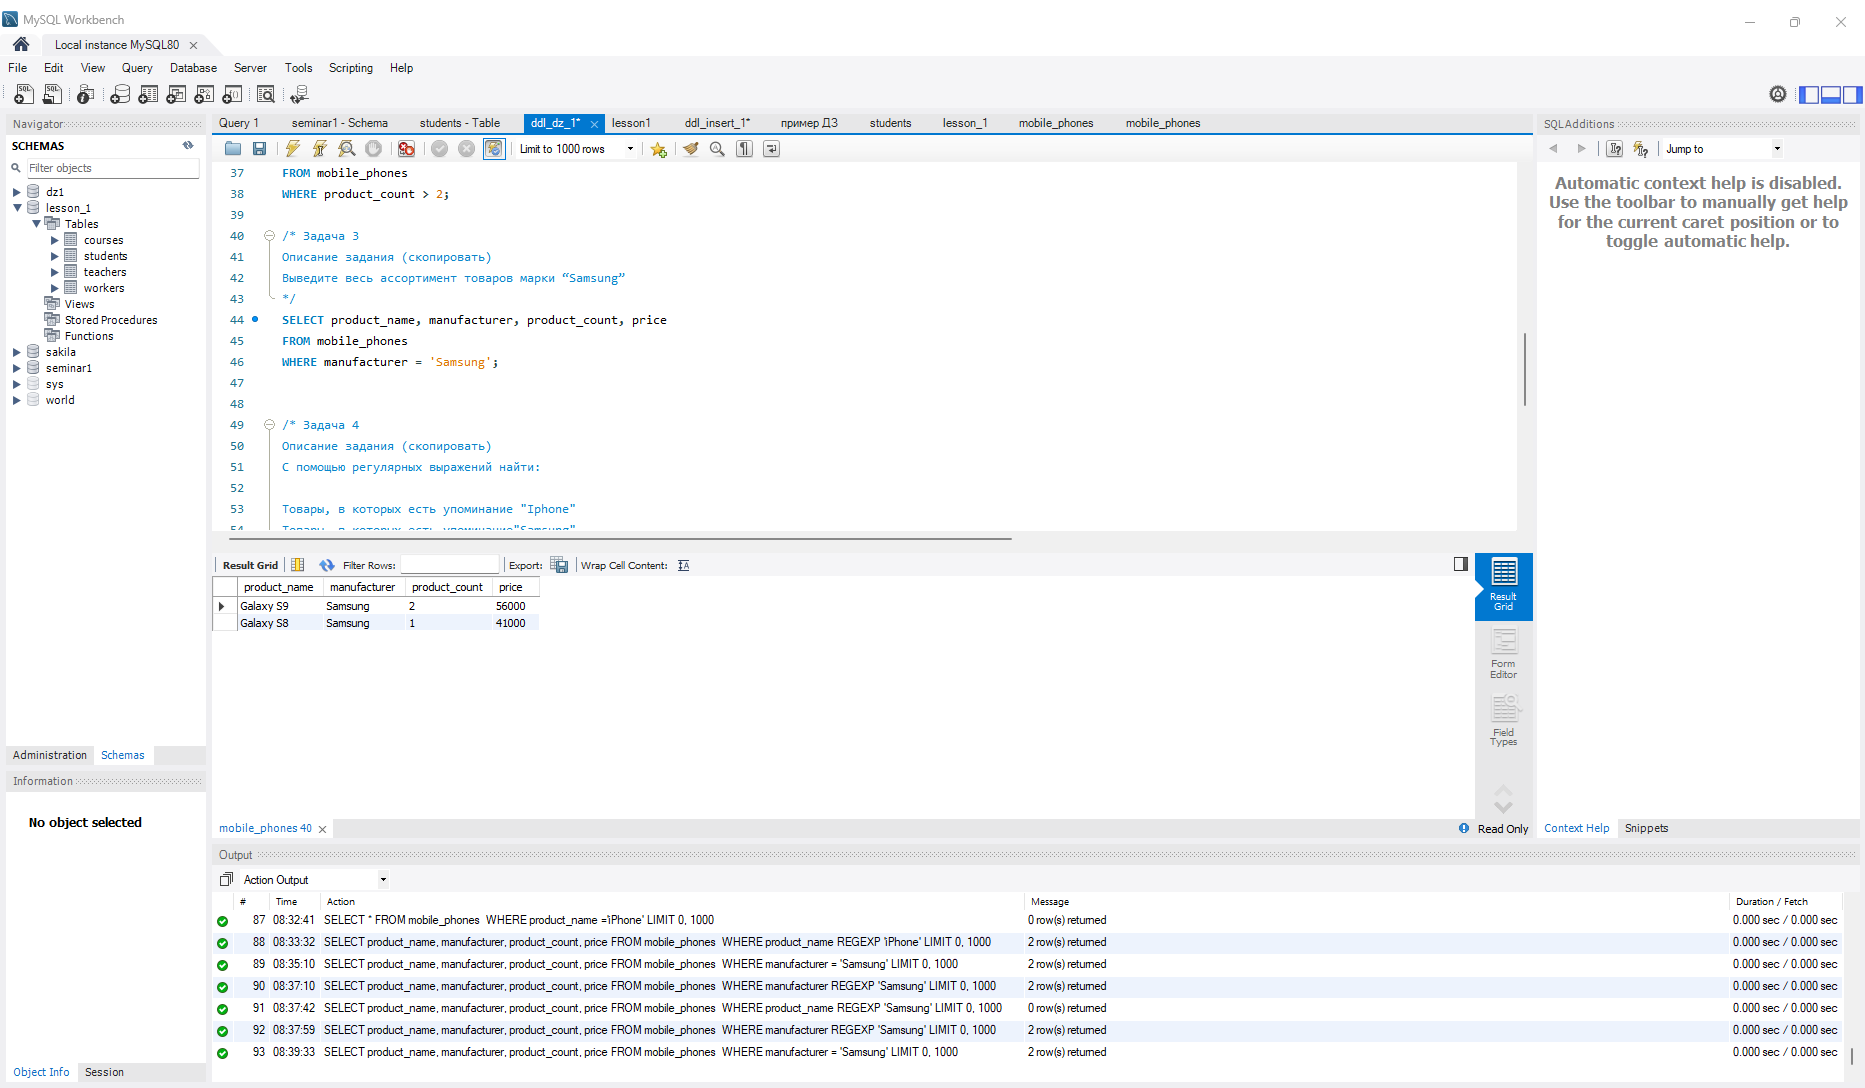 MySQL Workbench
Local instance MySQL80
File Edit View Query Database Server Tools Scripting Help
Navigator
SCHEMAS
Filter objects
dz1
lesson_1
Tables
courses
students
teachers
workers
Views
Stored Procedures
Functions
sakila
seminar1
sys
world
Administration Schemas
Information
No object selected
Object Info Session
Query 1 seminar1 - Schema students - Table ddl_dz_1* lesson1 ddl_insert_1* пример ДЗ students lesson_1 mobile_phones mobile_phones
Limit to 1000 rows
37 FROM mobile_phones
38 WHERE product_count > 2;
39
40 /* Задача 3
41 Описание задания (скопировать)
42 Выведите весь ассортимент товаров марки “Samsung”
43 */
44 SELECT product_name, manufacturer, product_count, price
45 FROM mobile_phones
46 WHERE manufacturer = 'Samsung';
47
48
49 /* Задача 4
50 Описание задания (скопировать)
51 С помощью регулярных выражений найти:
52
53 Товары, в которых есть упоминание "Iphone"
54 Товары, в которых есть упоминание"Samsung"
Result Grid Filter Rows: Export: Wrap Cell Content:
product_name manufacturer product_count price
Galaxy S9 Samsung 2 56000
Galaxy S8 Samsung 1 41000
Result Grid
Form Editor
Field Types
mobile_phones 40
Read Only
SQLAdditions
Jump to
Automatic context help is disabled.
Use the toolbar to manually get help
for the current caret position or to
toggle automatic help.
Context Help Snippets
Output
Action Output
# Time Action Message Duration / Fetch
87 08:32:41 SELECT * FROM mobile_phones WHERE product_name ='iPhone' LIMIT 0, 1000 0 row(s) returned 0.000 sec / 0.000 sec
88 08:33:32 SELECT product_name, manufacturer, product_count, price FROM mobile_phones WHERE product_name REGEXP 'iPhone' LIMIT 0, 1000 2 row(s) returned 0.000 sec / 0.000 sec
89 08:35:10 SELECT product_name, manufacturer, product_count, price FROM mobile_phones WHERE manufacturer = 'Samsung' LIMIT 0, 1000 2 row(s) returned 0.000 sec / 0.000 sec
90 08:37:10 SELECT product_name, manufacturer, product_count, price FROM mobile_phones WHERE manufacturer REGEXP 'Samsung' LIMIT 0, 1000 2 row(s) returned 0.000 sec / 0.000 sec
91 08:37:42 SELECT product_name, manufacturer, product_count, price FROM mobile_phones WHERE product_name REGEXP 'Samsung' LIMIT 0, 1000 0 row(s) returned 0.000 sec / 0.000 sec
92 08:37:59 SELECT product_name, manufacturer, product_count, price FROM mobile_phones WHERE manufacturer REGEXP 'Samsung' LIMIT 0, 1000 2 row(s) returned 0.000 sec / 0.000 sec
93 08:39:33 SELECT product_name, manufacturer, product_count, price FROM mobile_phones WHERE manufacturer = 'Samsung' LIMIT 0, 1000 2 row(s) returned 0.000 sec / 0.000 sec